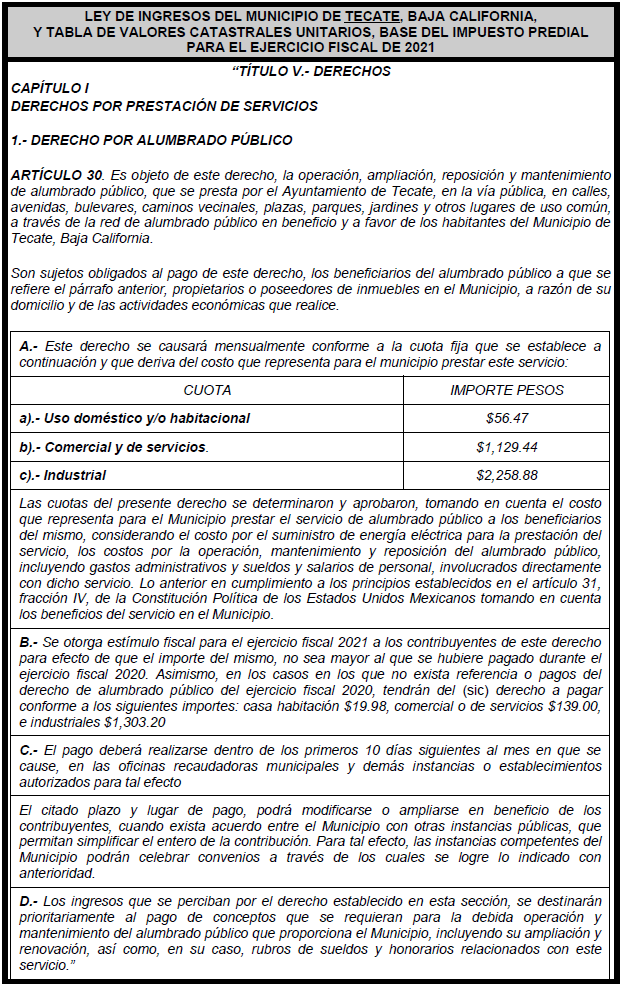 LEY DE INGRESOS DEL MUNICIPIO DE TECATE, BAJA CALIFORNIA,
Y TABLA DE VALORES CATASTRALES UNITARIOS, BASE DEL IMPUESTO PREDIAL
PARA EL EJERCICIO FISCAL DE 2021
“TÍTULO V.- DERECHOS
CAPÍTULO I
DERECHOS POR PRESTACIÓN DE SERVICIOS
1.- DERECHO POR ALUMBRADO PÚBLICO
ARTÍCULO 30. Es objeto de este derecho, la operación, ampliación, reposición y mantenimiento
de alumbrado público, que se presta por el Ayuntamiento de Tecate, en la vía pública, en calles,
avenidas, bulevares, caminos vecinales, plazas, parques, jardines y otros lugares de uso común,
a través de la red de alumbrado público en beneficio y a favor de los habitantes del Municipio de
Tecate, Baja California.
Son sujetos obligados al pago de este derecho, los beneficiarios del alumbrado público a que se
refiere el párrafo anterior, propietarios o poseedores de inmuebles en el Municipio, a razón de su
domicilio y de las actividades económicas que realice.
A.- Este derecho se causará mensualmente conforme a la cuota fija que se establece a
continuación y que deriva del costo que representa para el municipio prestar este servicio:
CUOTA IMPORTE PESOS
a).- Uso doméstico y/o habitacional $56.47
b).- Comercial y de servicios. $1,129.44
c).- Industrial $2,258.88
Las cuotas del presente derecho se determinaron y aprobaron, tomando en cuenta el costo
que representa para el Municipio prestar el servicio de alumbrado público a los beneficiarios
del mismo, considerando el costo por el suministro de energía eléctrica para la prestación del
servicio, los costos por la operación, mantenimiento y reposición del alumbrado público,
incluyendo gastos administrativos y sueldos y salarios de personal, involucrados directamente
con dicho servicio. Lo anterior en cumplimiento a los principios establecidos en el artículo 31,
fracción IV, de la Constitución Política de los Estados Unidos Mexicanos tomando en cuenta
los beneficios del servicio en el Municipio.
B.- Se otorga estímulo fiscal para el ejercicio fiscal 2021 a los contribuyentes de este derecho
para efecto de que el importe del mismo, no sea mayor al que se hubiere pagado durante el
ejercicio fiscal 2020. Asimismo, en los casos en los que no exista referencia o pagos del
derecho de alumbrado público del ejercicio fiscal 2020, tendrán del (sic) derecho a pagar
conforme a los siguientes importes: casa habitación $19.98, comercial o de servicios $139.00,
e industriales $1,303.20
C.- El pago deberá realizarse dentro de los primeros 10 días siguientes al mes en que se
cause, en las oficinas recaudadoras municipales y demás instancias o establecimientos
autorizados para tal efecto
El citado plazo y lugar de pago, podrá modificarse o ampliarse en beneficio de los
contribuyentes, cuando exista acuerdo entre el Municipio con otras instancias públicas, que
permitan simplificar el entero de la contribución. Para tal efecto, las instancias competentes del
Municipio podrán celebrar convenios a través de los cuales se logre lo indicado con
anterioridad.
D.- Los ingresos que se perciban por el derecho establecido en esta sección, se destinarán
prioritariamente al pago de conceptos que se requieran para la debida operación y
mantenimiento del alumbrado público que proporciona el Municipio, incluyendo su ampliación y
renovación, así como, en su caso, rubros de sueldos y honorarios relacionados con este
servicio.”